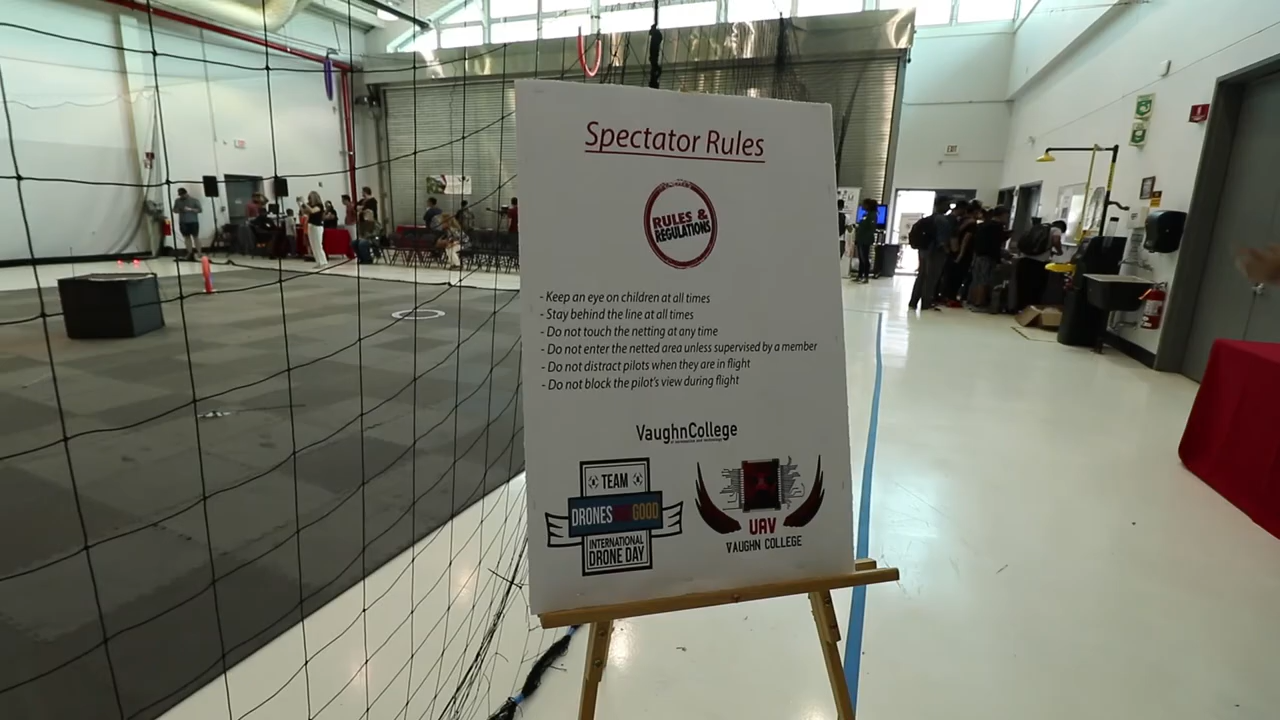 Spectator Rules
RULES &
REGULATIONS
- Keep an eye on children at all times
- Stay behind the line at all times
- Do not touch the netting at any time
- Do not enter the netted area unless supervised by a member
- Do not distract pilots when they are in flight
- Do not block the pilot's view during flight
VaughnCollege
TEAM
DRONES FOR GOOD
INTERNATIONAL
DRONE DAY
UAV
VAUGHN COLLEGE
EXIT